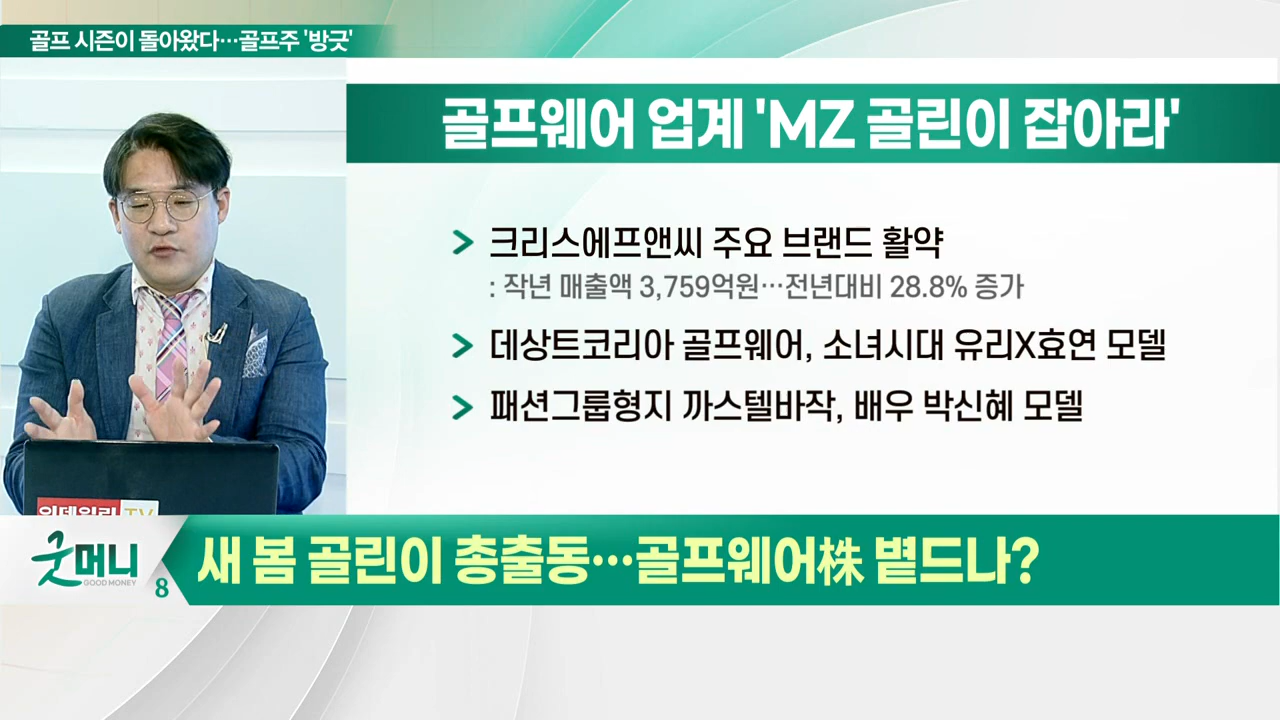 골프 시즌이 돌아왔다…골프주 '방긋'
골프웨어 업계 'MZ 골린이 잡아라'
크리스에프앤씨 주요 브랜드 활약
: 작년 매출액 3,759억원…전년대비 28.8% 증가
데상트코리아 골프웨어, 소녀시대 유리X효연 모델
패션그룹형지 까스텔바작, 배우 박신혜 모델
이데일리 TV
굿머니
GOOD MONEY
8
새 봄 골린이 총출동…골프웨어株 볕드나?